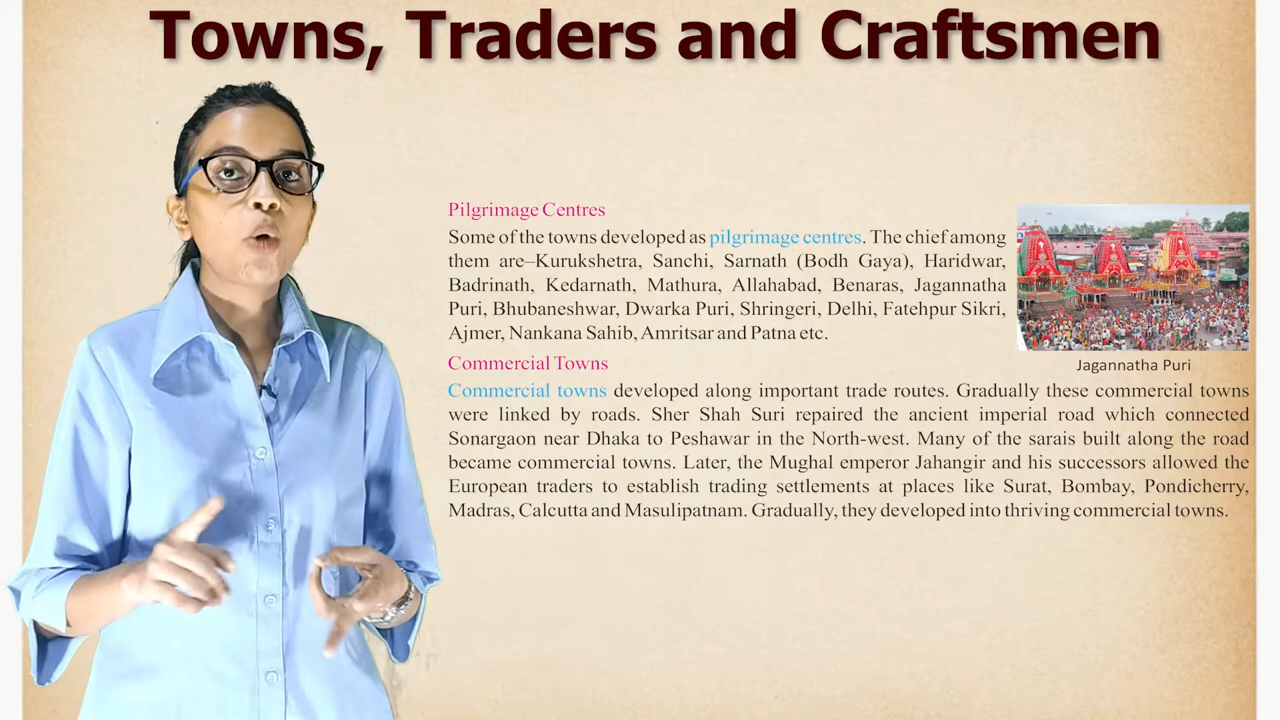 Towns, Traders and Craftsmen
Pilgrimage Centres
Some of the towns developed as pilgrimage centres. The chief among
them are–Kurukshetra, Sanchi, Sarnath (Bodh Gaya), Haridwar,
Badrinath, Kedarnath, Mathura, Allahabad, Benaras, Jagannatha
Puri, Bhubaneshwar, Dwarka Puri, Shringeri, Delhi, Fatehpur Sikri,
Ajmer, Nankana Sahib, Amritsar and Patna etc.
Jagannatha Puri
Commercial Towns
Commercial towns developed along important trade routes. Gradually these commercial towns
were linked by roads. Sher Shah Suri repaired the ancient imperial road which connected
Sonargaon near Dhaka to Peshawar in the North-west. Many of the sarais built along the road
became commercial towns. Later, the Mughal emperor Jahangir and his successors allowed the
European traders to establish trading settlements at places like Surat, Bombay, Pondicherry,
Madras, Calcutta and Masulipatnam. Gradually, they developed into thriving commercial towns.